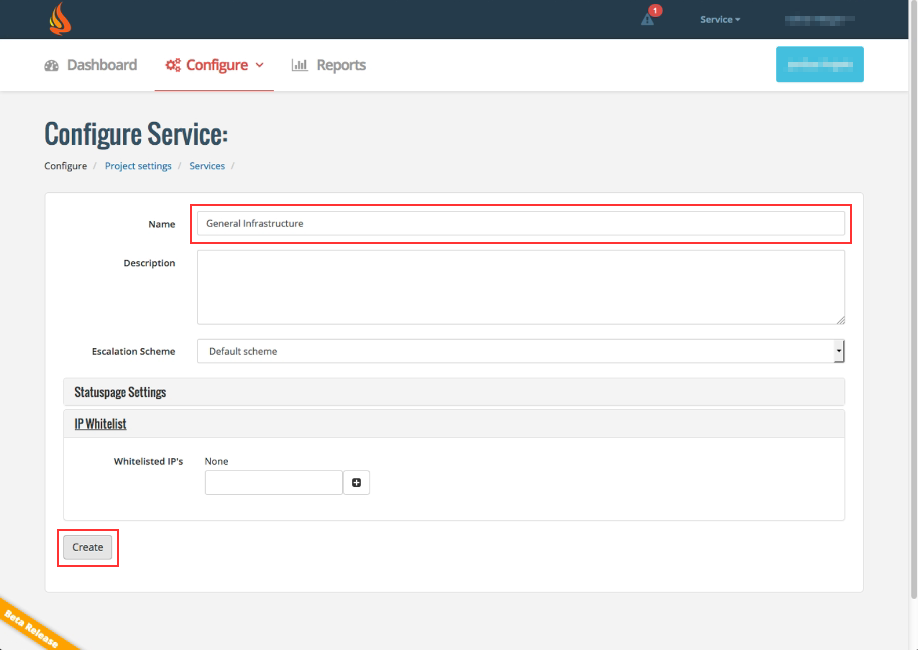 1
Service
Dashboard
Configure
Reports
Configure Service:
Configure / Project settings / Services /
Name
General Infrastructure
Description
Escalation Scheme
Default scheme
Statuspage Settings
IP Whitelist
Whitelisted IP's
None
Create
Beta Release